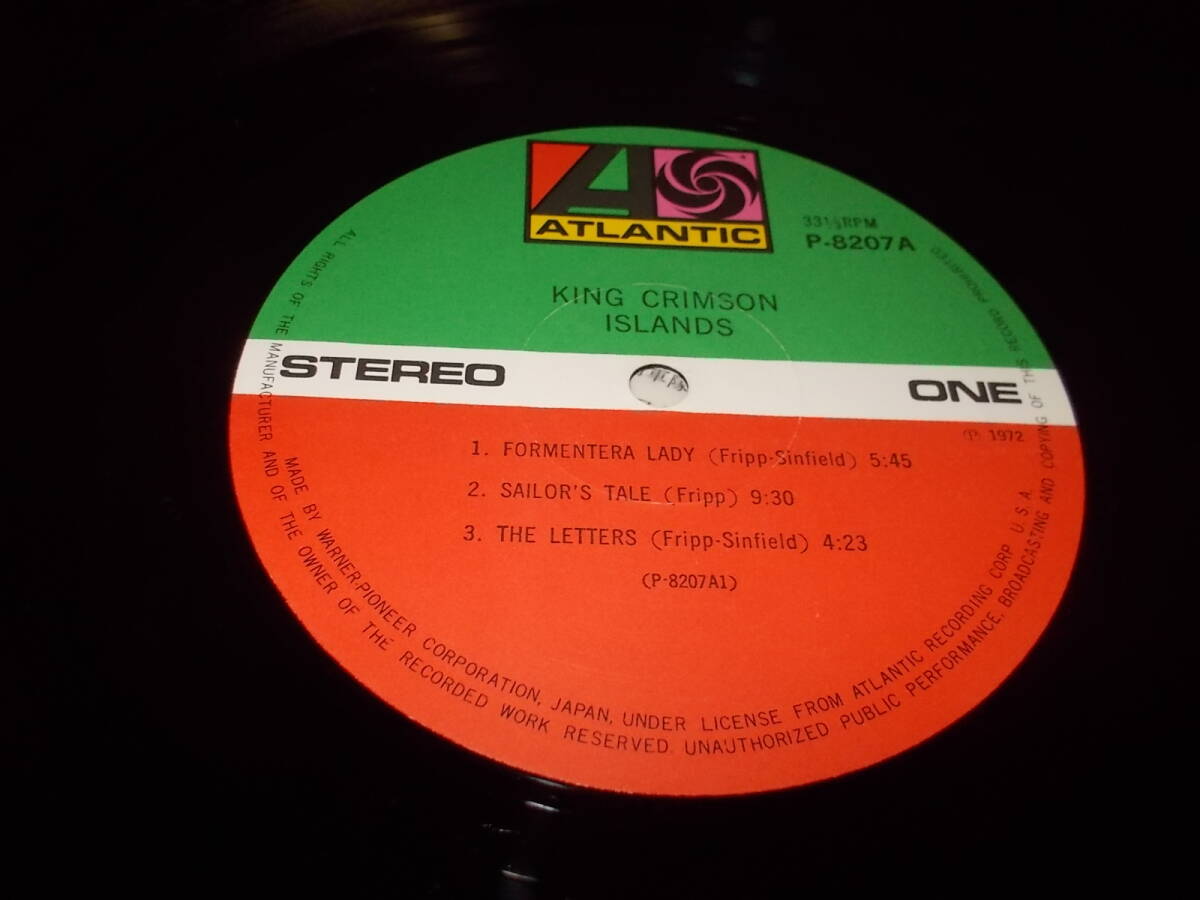 ATLANTIC
33⅓RPM
P-8207A
KING CRIMSON
ISLANDS
STEREO
ONE
Ⓟ 1972
1. FORMENTERA LADY (Fripp-Sinfield) 5:45
2. SAILOR'S TALE (Fripp) 9:30
3. THE LETTERS (Fripp-Sinfield) 4:23
(P-8207A1)
MADE BY WARNER-PIONEER CORPORATION, JAPAN, UNDER LICENSE FROM ATLANTIC RECORDING CORP. U.S.A.
ALL RIGHTS OF THE MANUFACTURER AND OF THE OWNER OF THE RECORDED WORK RESERVED. UNAUTHORIZED PUBLIC PERFORMANCE, BROADCASTING AND COPYING OF THIS RECORD PROHIBITED